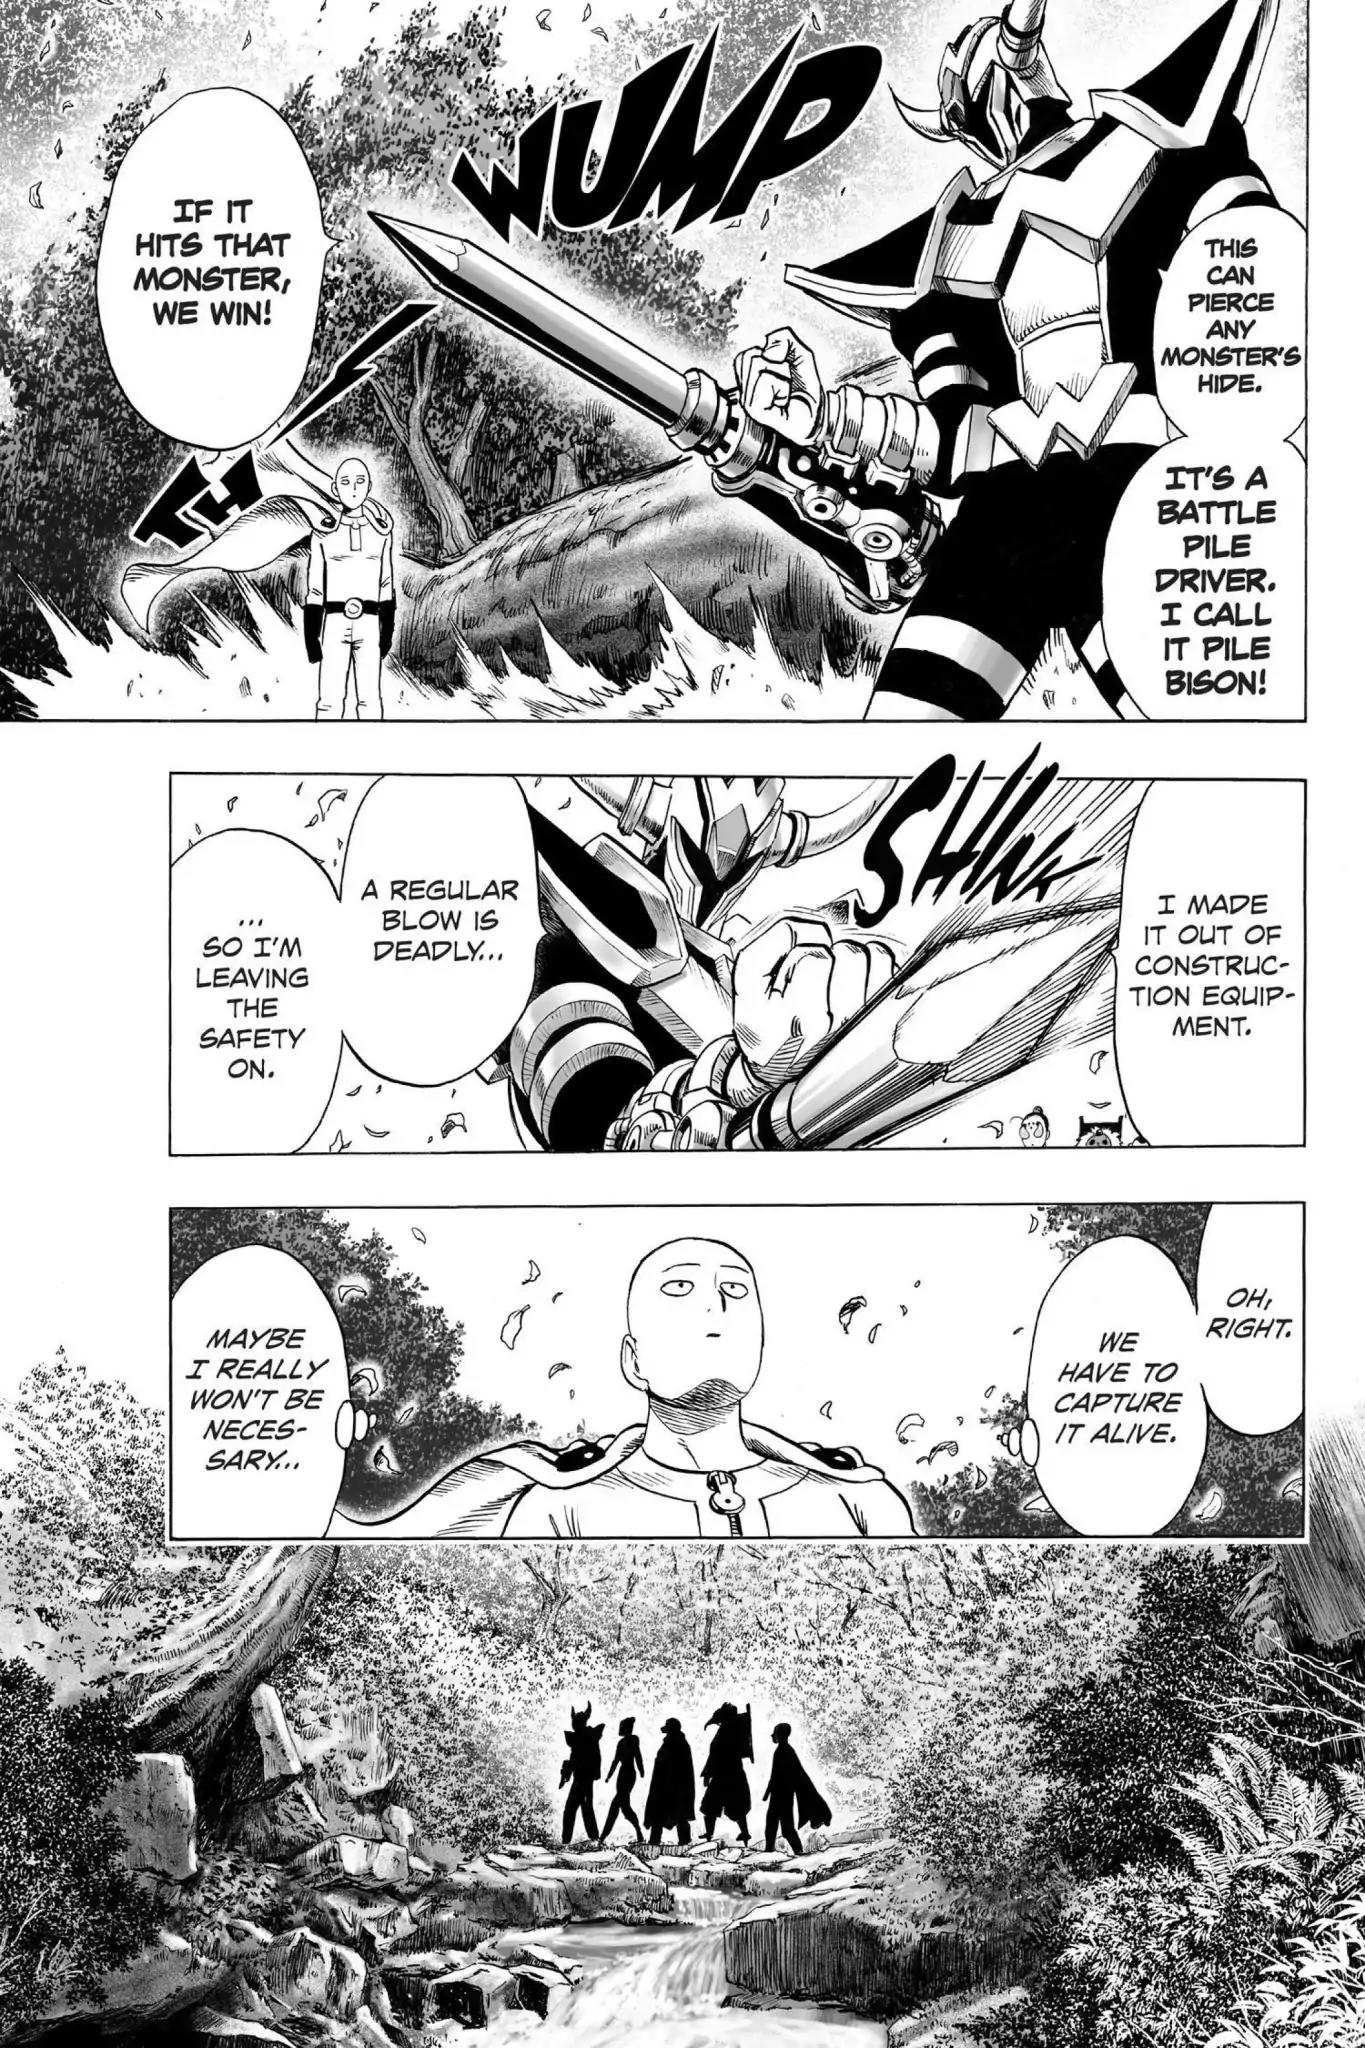 WUMP
THIS
CAN
PIERCE
ANY
MONSTER'S
HIDE.
IT'S A
BATTLE
PILE
DRIVER.
I CALL
IT PILE
BISON!
IF IT
HITS THAT
MONSTER,
WE WIN!
TH
I MADE
IT OUT OF
CONSTRUC-
TION EQUIP-
MENT.
SHINK
A REGULAR
BLOW IS
DEADLY...
...
SO I'M
LEAVING
THE
SAFETY
ON.
OH,
RIGHT.
WE
HAVE TO
CAPTURE
IT ALIVE.
MAYBE
I REALLY
WON'T BE
NECES-
SARY...